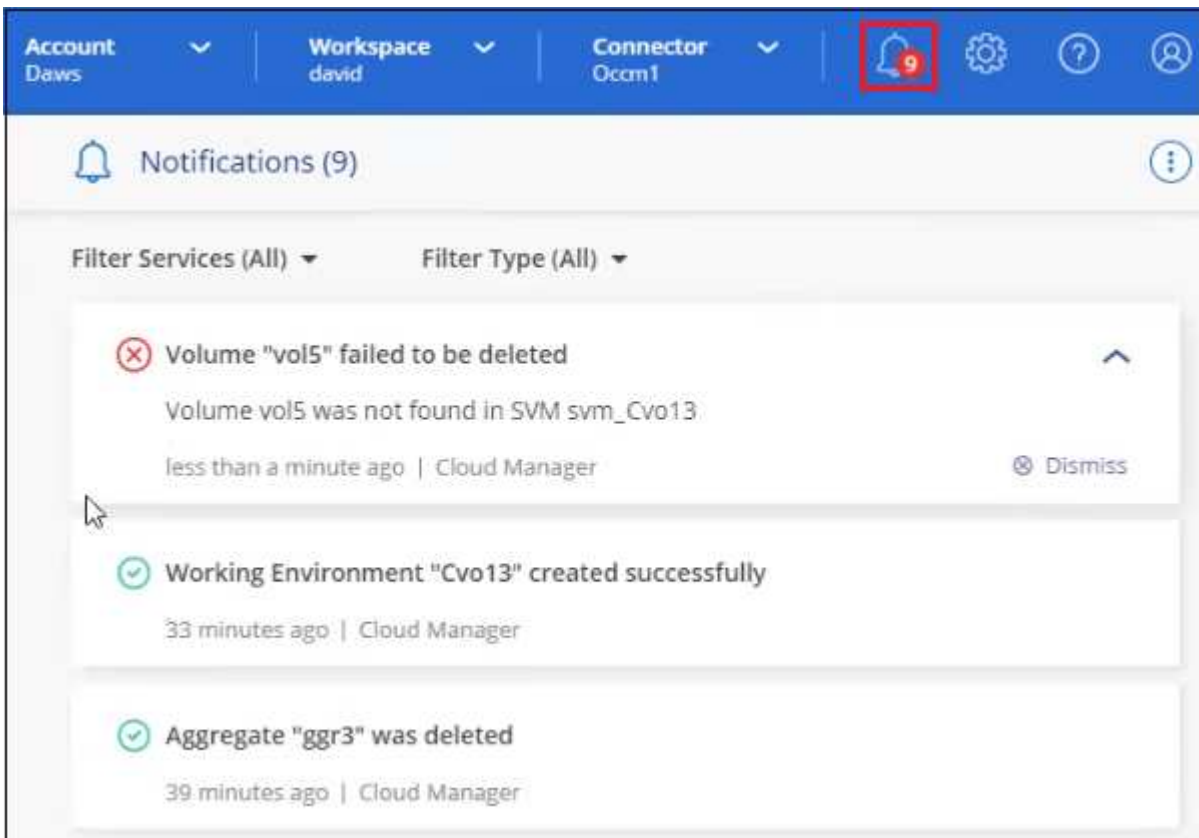 Account Workspace Connector
Daws david Occm1 9
Notifications (9)
Filter Services (All) Filter Type (All)
Volume "vol5" failed to be deleted
Volume vol5 was not found in SVM svm_Cvo13
less than a minute ago | Cloud Manager Dismiss
Working Environment "Cvo13" created successfully
33 minutes ago | Cloud Manager
Aggregate "ggr3" was deleted
39 minutes ago | Cloud Manager